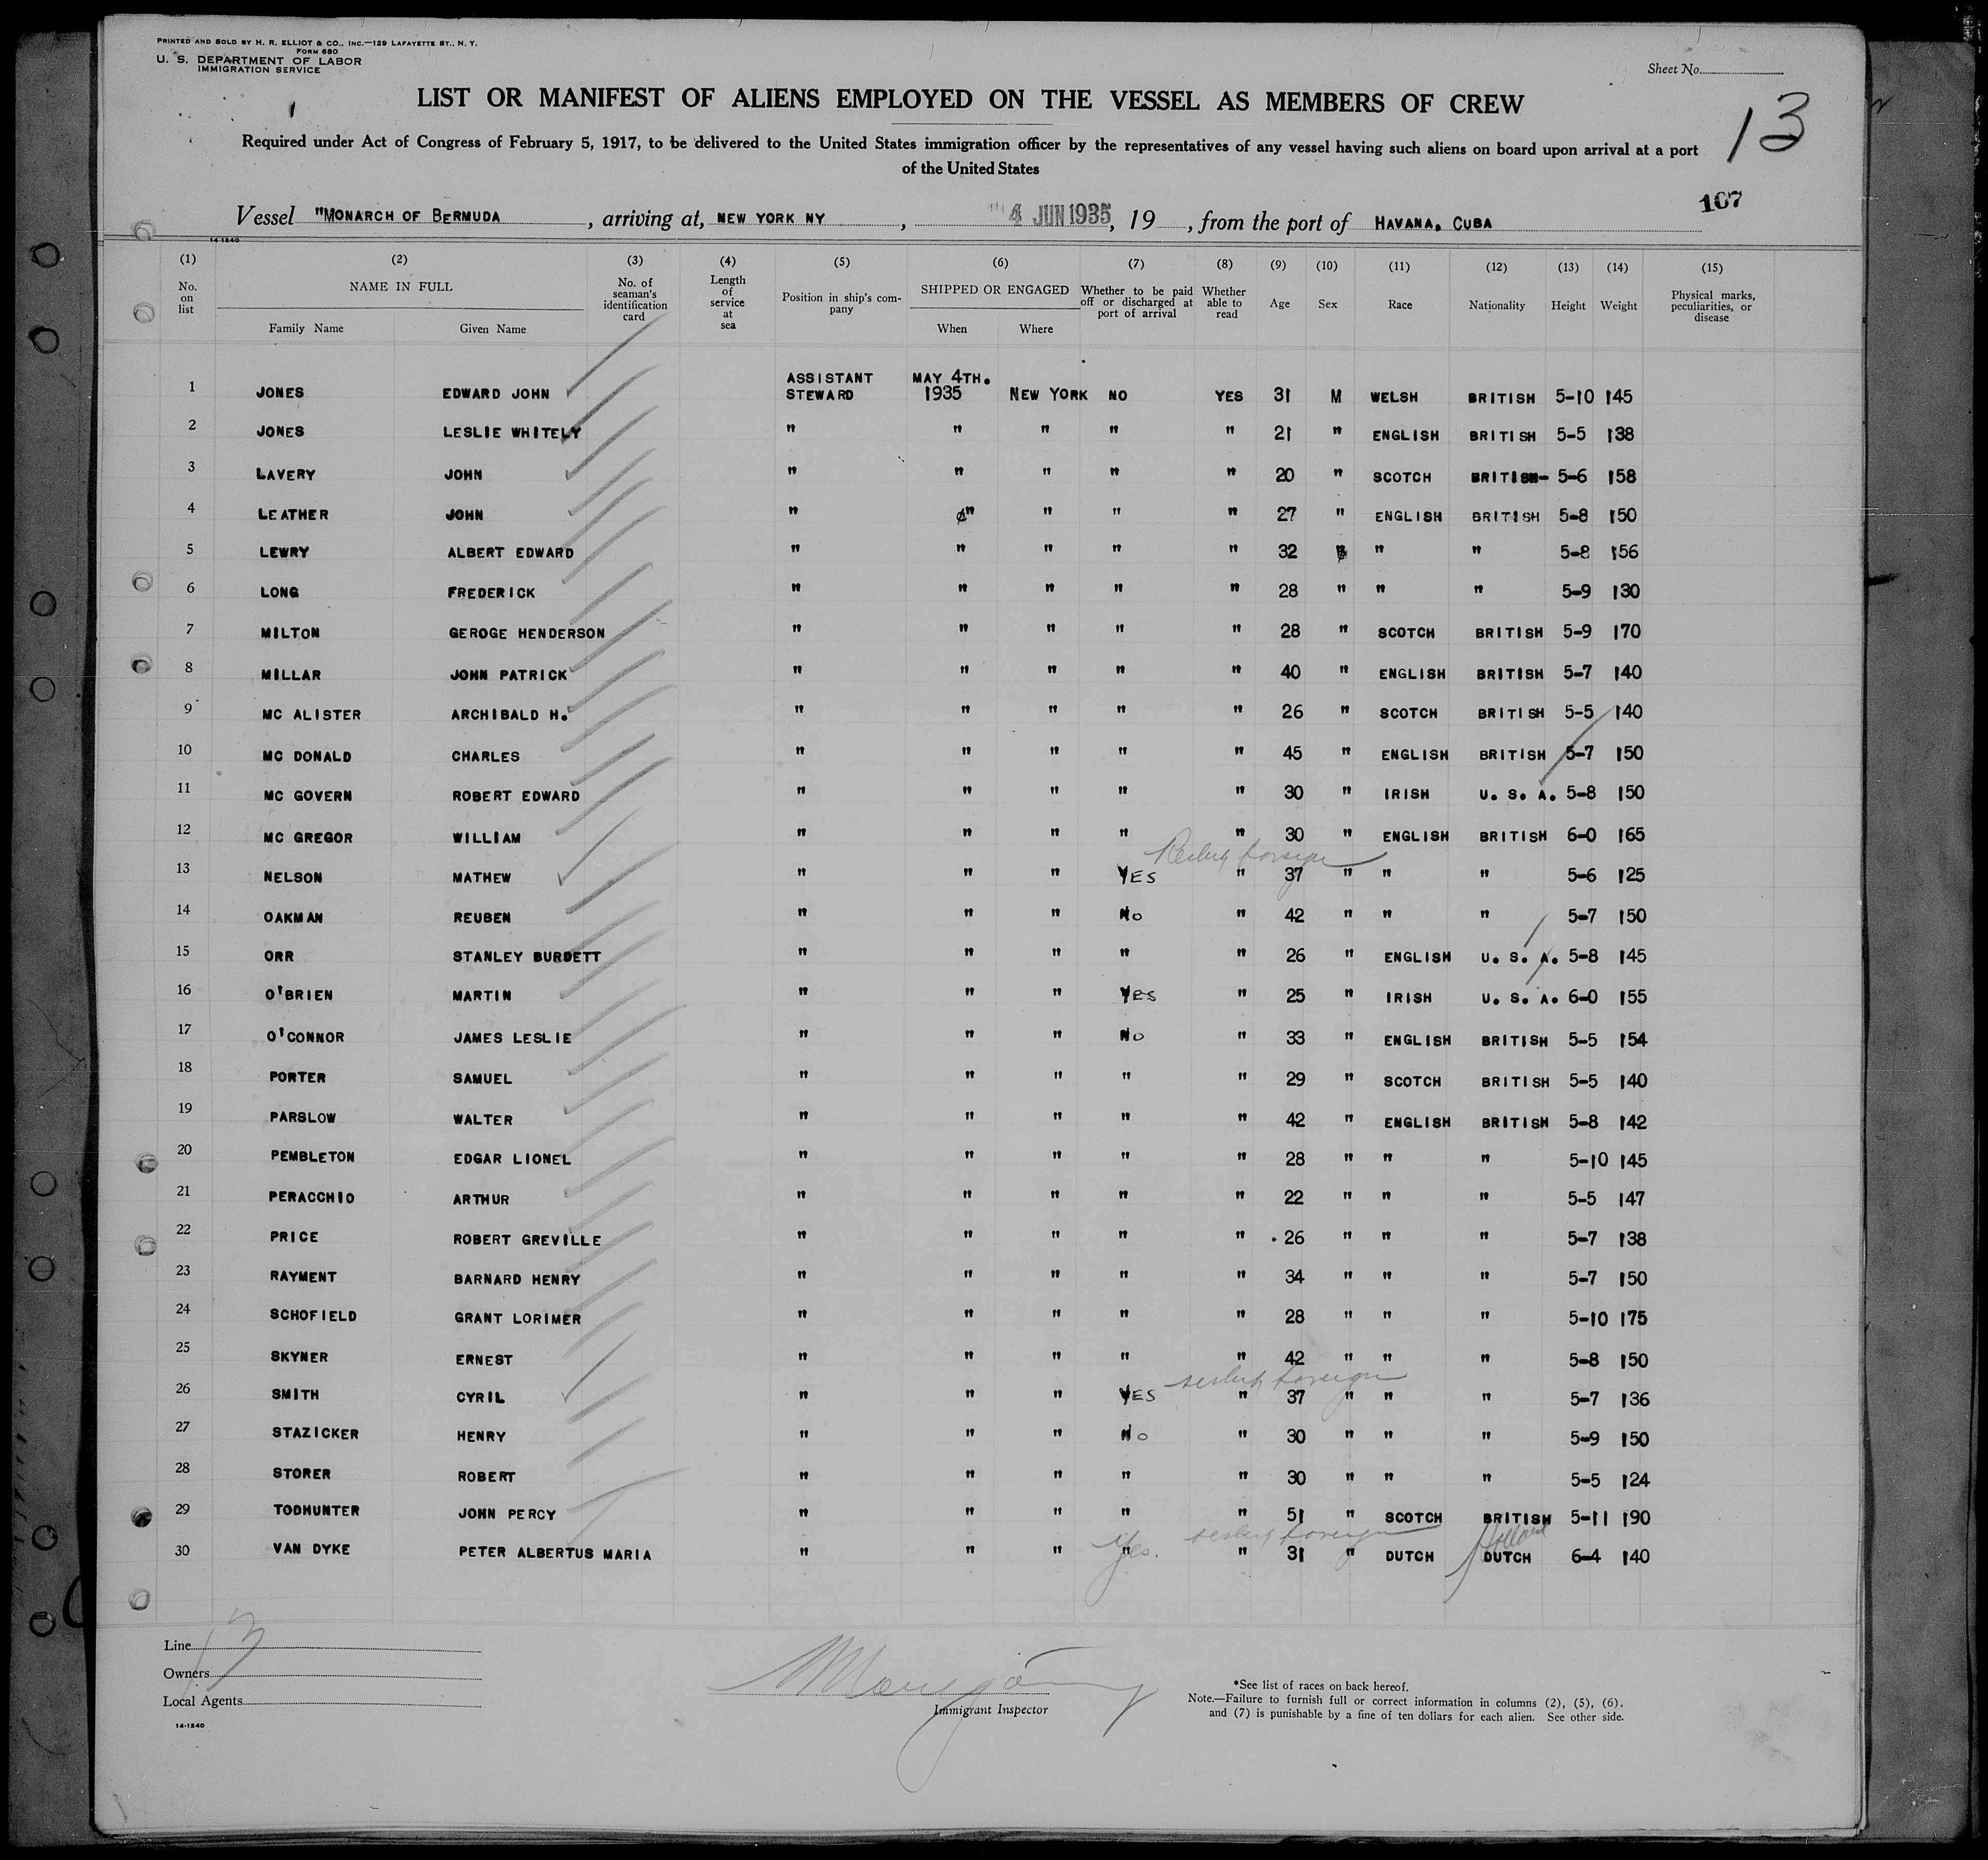 PRINTED AND SOLD BY H. R. ELLIOT & CO., INC.—129 LAFAYETTE ST., N. Y.
FORM 680
U. S. DEPARTMENT OF LABOR
IMMIGRATION SERVICE
Sheet No.
LIST OR MANIFEST OF ALIENS EMPLOYED ON THE VESSEL AS MEMBERS OF CREW
13
Required under Act of Congress of February 5, 1917, to be delivered to the United States immigration officer by the representatives of any vessel having such aliens on board upon arrival at a port
of the United States
107
Vessel "MONARCH OF BERMUDA, arriving at, NEW YORK NY, 4 JUN 1935, 19, from the port of HAVANA, CUBA
14-1240
(1) (2) (3) (4) (5) (6) (7) (8) (9) (10) (11) (12) (13) (14) (15)
No. on list NAME IN FULL Family Name Given Name No. of seaman's identification card Length of service at sea Position in ship's company SHIPPED OR ENGAGED When Where Whether to be paid off or discharged at port of arrival Whether able to read Age Sex Race Nationality Height Weight Physical marks, peculiarities, or disease
1 JONES EDWARD JOHN ASSISTANT STEWARD MAY 4TH. 1935 NEW YORK NO YES 31 M WELSH BRITISH 5-10 145
2 JONES LESLIE WHITELY " " " " " 21 " ENGLISH BRITISH 5-5 138
3 LAVERY JOHN " " " " " 20 " SCOTCH BRITISH- 5-6 158
4 LEATHER JOHN " " " " " 27 " ENGLISH BRITISH 5-8 150
5 LEWRY ALBERT EDWARD " " " " " 32 " " 5-8 156
6 LONG FREDERICK " " " " " 28 " " " 5-9 130
7 MILTON GEROGE HENDERSON " " " " " 28 " SCOTCH BRITISH 5-9 170
8 MILLAR JOHN PATRICK " " " " " 40 " ENGLISH BRITISH 5-7 140
9 MC ALISTER ARCHIBALD H. " " " " " 26 " SCOTCH BRITISH 5-5 140
10 MC DONALD CHARLES " " " " " 45 " ENGLISH BRITISH 5-7 150
11 MC GOVERN ROBERT EDWARD " " " " " 30 " IRISH U. S. A. 5-8 150
12 MC GREGOR WILLIAM " " " " " 30 " ENGLISH BRITISH 6-0 165
foreign
13 NELSON MATHEW " " " YES " 37 " " " 5-6 125
14 OAKMAN REUBEN " " " No " 42 " " " 5-7 150
15 ORR STANLEY BURDETT " " " " " 26 " ENGLISH U. S. A. 5-8 145
16 O'BRIEN MARTIN " " " YES " 25 " IRISH U. S. A. 6-0 155
17 O'CONNOR JAMES LESLIE " " " No " 33 " ENGLISH BRITISH 5-5 154
18 PORTER SAMUEL " " " " " 29 " SCOTCH BRITISH 5-5 140
19 PARSLOW WALTER " " " " " 42 " ENGLISH BRITISH 5-8 142
20 PEMBLETON EDGAR LIONEL " " " " " 28 " " " 5-10 145
21 PERACCHIO ARTHUR " " " " " 22 " " " 5-5 147
22 PRICE ROBERT GREVILLE " " " " " 26 " " " 5-7 138
23 RAYMENT BARNARD HENRY " " " " " 34 " " " 5-7 150
24 SCHOFIELD GRANT LORIMER " " " " " 28 " " " 5-10 175
25 SKYNER ERNEST " " " " " 42 " " " 5-8 150
foreign
26 SMITH CYRIL " " " YES " 37 " " " 5-7 136
27 STAZICKER HENRY " " " No " 30 " " " 5-9 150
28 STORER ROBERT " " " " " 30 " " " 5-5 124
29 TODHUNTER JOHN PERCY " " " " " 51 " SCOTCH BRITISH 5-11 190
Yes. foreign Holland
30 VAN DYKE PETER ALBERTUS MARIA " " " " " 31 " DUTCH DUTCH 6-4 140
13
Line
Owners
Local Agents
14-1240
Immigrant Inspector
*See list of races on back hereof.
Note.—Failure to furnish full or correct information in columns (2), (5), (6),
and (7) is punishable by a fine of ten dollars for each alien. See other side.